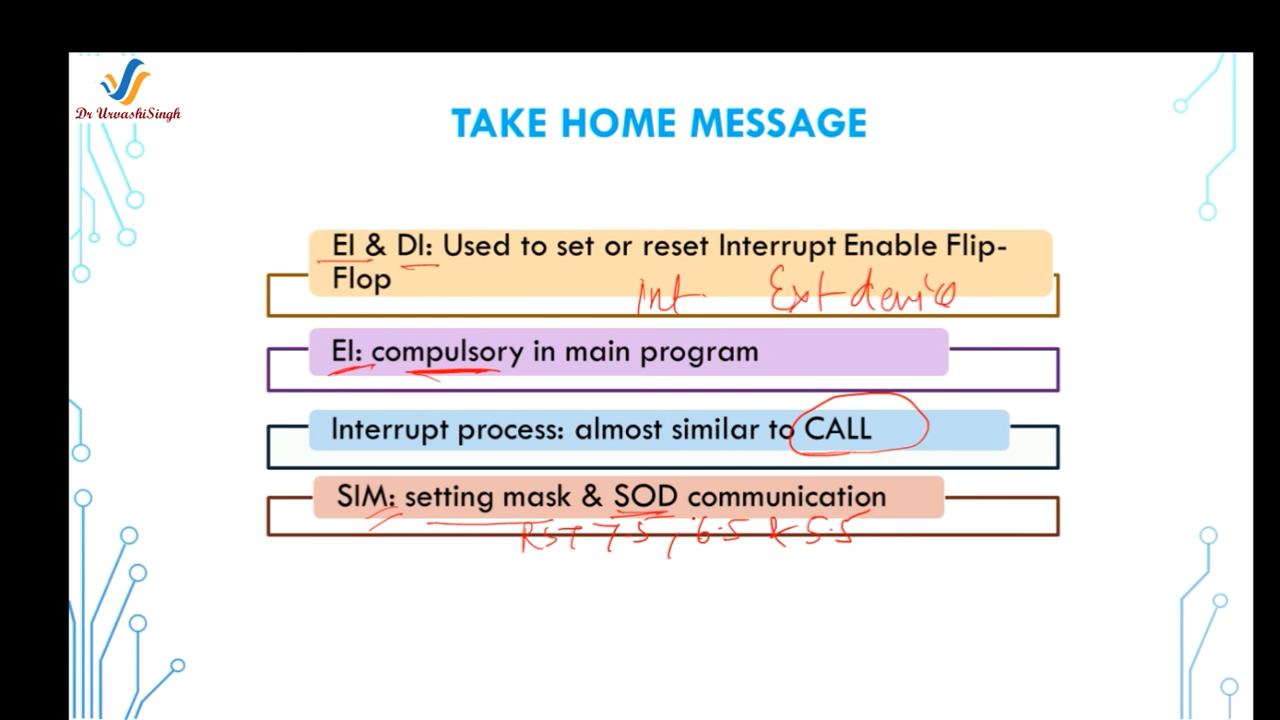 Dr UrvashiSingh
TAKE HOME MESSAGE
EI & DI: Used to set or reset Interrupt Enable Flip-
Flop
int Ext device
EI: compulsory in main program
Interrupt process: almost similar to CALL
SIM: setting mask & SOD communication
RST 7.5, 6.5 & 5.5